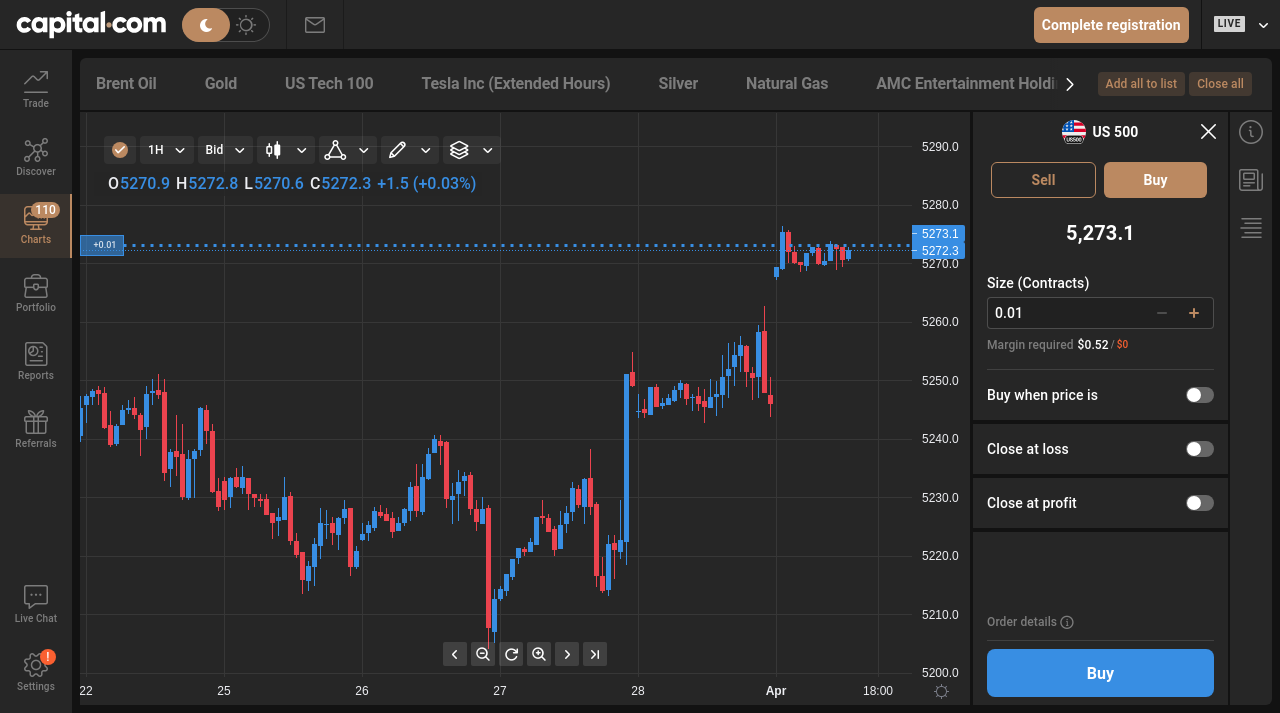 capital.com
Complete registration
LIVE
Trade
Discover
110
Charts
Portfolio
Reports
Referrals
Live Chat
!
Settings
Brent Oil
Gold
US Tech 100
Tesla Inc (Extended Hours)
Silver
Natural Gas
AMC Entertainment Holdi
Add all to list
Close all
1H
Bid
O5270.9 H5272.8 L5270.6 C5272.3 +1.5 (+0.03%)
+0.01
5290.0
5280.0
5273.1
5272.3
5270.0
5260.0
5250.0
5240.0
5230.0
5220.0
5210.0
5200.0
22
25
26
27
28
Apr
18:00
US500
US 500
Sell
Buy
5,273.1
Size (Contracts)
0.01
Margin required $0.52 / $0
Buy when price is
Close at loss
Close at profit
Order details
Buy